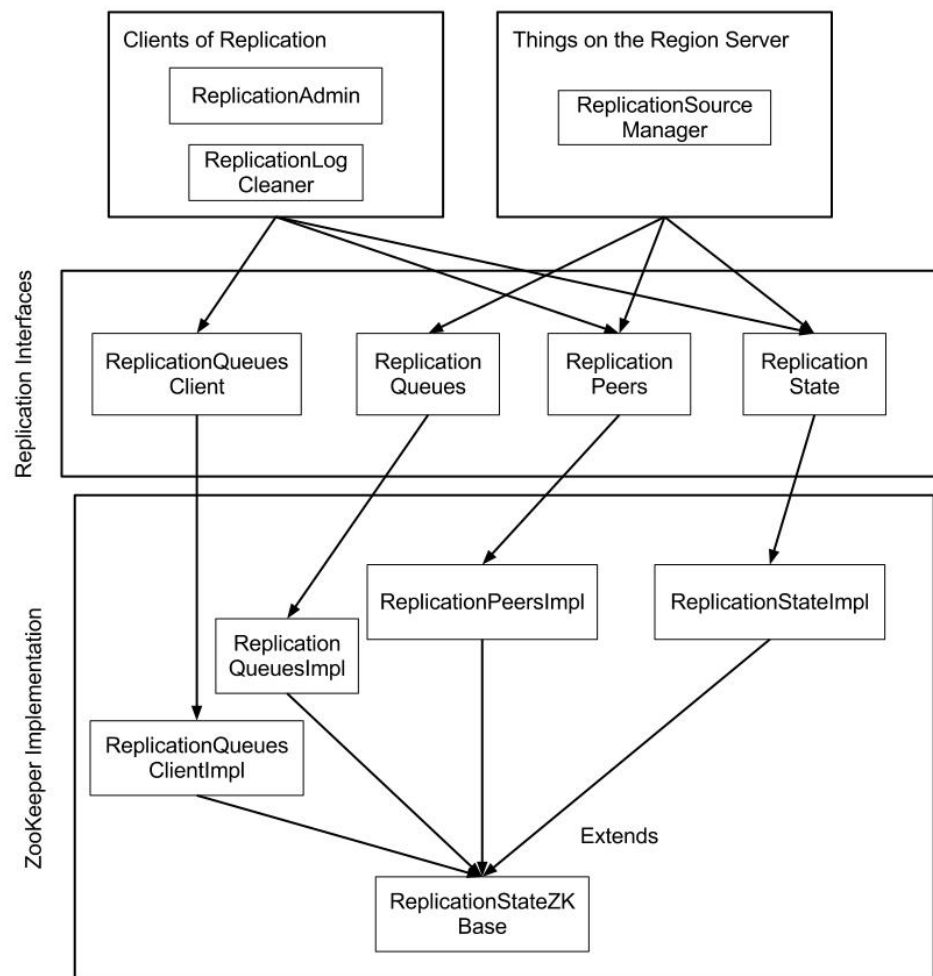 Clients of Replication
ReplicationAdmin
ReplicationLog
Cleaner
Things on the Region Server
ReplicationSource
Manager
Replication Interfaces
ReplicationQueues
Client
Replication
Queues
Replication
Peers
Replication
State
ZooKeeper Implementation
ReplicationPeersImpl
ReplicationStateImpl
Replication
QueuesImpl
ReplicationQueues
ClientImpl
Extends
ReplicationStateZK
Base